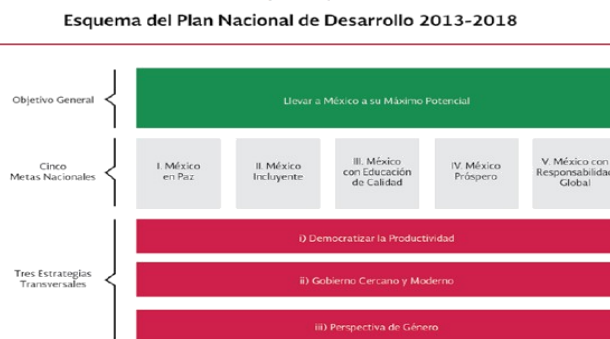 Esquema del Plan Nacional de Desarrollo 2013-2018
Objetivo General
Llevar a México a su Máximo Potencial
Cinco
Metas Nacionales
I. México
en Paz
II. México
Incluyente
III. México
con Educación
de Calidad
IV. México
Próspero
V. México con
Responsabilidad
Global
Tres Estrategias
Transversales
i) Democratizar la Productividad
ii) Gobierno Cercano y Moderno
iii) Perspectiva de Género